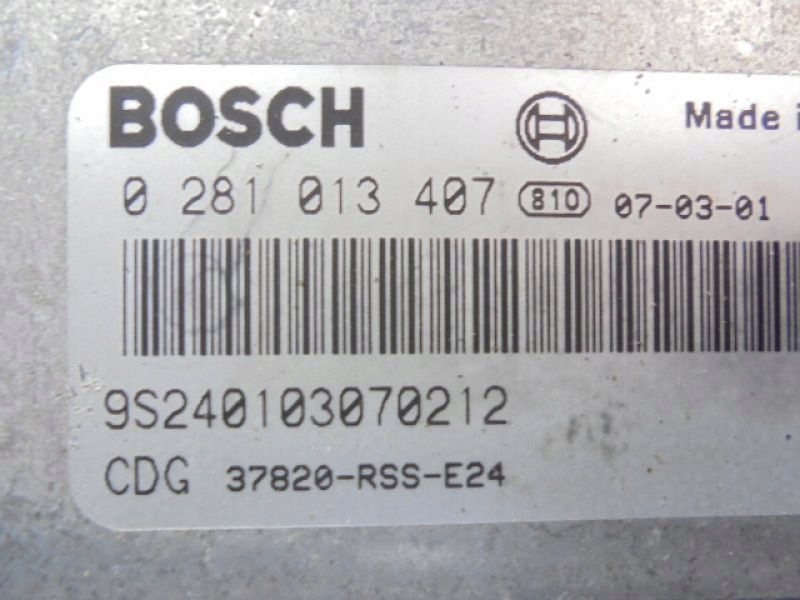 BOSCH Made
0 281 013 407 810 07-03-01
9S240103070212
CDG 37820-RSS-E24